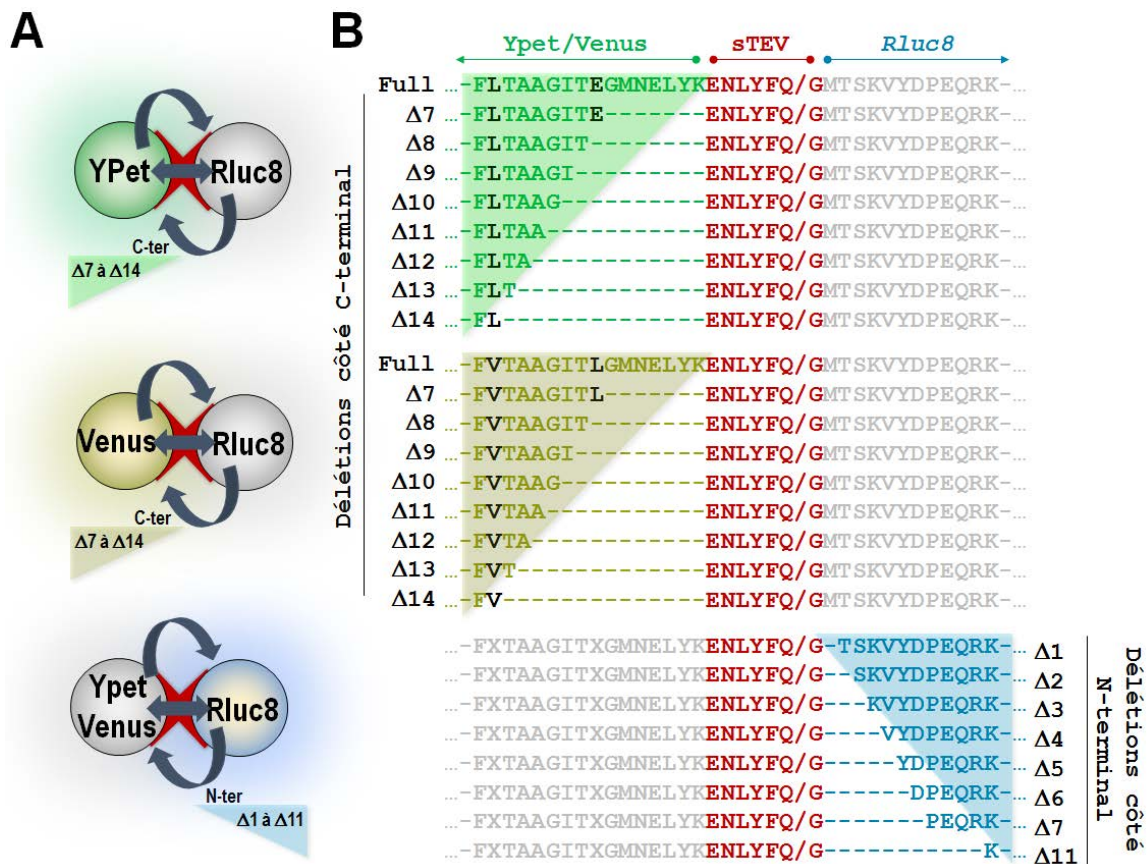 A
YPet
Rluc8
C-ter
Δ7 à Δ14
Venus
Rluc8
C-ter
Δ7 à Δ14
Ypet
Venus
Rluc8
N-ter
Δ1 à Δ11
B
Ypet/Venus sTEV Rluc8
Délétions côté C-terminal
Full …-FLTAAGITEGMNELYKENLYFQ/GMTSKVYDPEQRK-…
Δ7 …-FLTAAGITE-------ENLYFQ/GMTSKVYDPEQRK-…
Δ8 …-FLTAAGIT--------ENLYFQ/GMTSKVYDPEQRK-…
Δ9 …-FLTAAGI---------ENLYFQ/GMTSKVYDPEQRK-…
Δ10 …-FLTAAG----------ENLYFQ/GMTSKVYDPEQRK-…
Δ11 …-FLTAA-----------ENLYFQ/GMTSKVYDPEQRK-…
Δ12 …-FLTA------------ENLYFQ/GMTSKVYDPEQRK-…
Δ13 …-FLT-------------ENLYFQ/GMTSKVYDPEQRK-…
Δ14 …-FL--------------ENLYFQ/GMTSKVYDPEQRK-…
Full …-FVTAAGITLGMNELYKENLYFQ/GMTSKVYDPEQRK-…
Δ7 …-FVTAAGITL-------ENLYFQ/GMTSKVYDPEQRK-…
Δ8 …-FVTAAGIT--------ENLYFQ/GMTSKVYDPEQRK-…
Δ9 …-FVTAAGI---------ENLYFQ/GMTSKVYDPEQRK-…
Δ10 …-FVTAAG----------ENLYFQ/GMTSKVYDPEQRK-…
Δ11 …-FVTAA-----------ENLYFQ/GMTSKVYDPEQRK-…
Δ12 …-FVTA------------ENLYFQ/GMTSKVYDPEQRK-…
Δ13 …-FVT-------------ENLYFQ/GMTSKVYDPEQRK-…
Δ14 …-FV--------------ENLYFQ/GMTSKVYDPEQRK-…
…-FXTAAGITXGMNELYKENLYFQ/G-TSKVYDPEQRK-… Δ1
…-FXTAAGITXGMNELYKENLYFQ/G--SKVYDPEQRK-… Δ2
…-FXTAAGITXGMNELYKENLYFQ/G---KVYDPEQRK-… Δ3
…-FXTAAGITXGMNELYKENLYFQ/G----VYDPEQRK-… Δ4
…-FXTAAGITXGMNELYKENLYFQ/G-----YDPEQRK-… Δ5
…-FXTAAGITXGMNELYKENLYFQ/G------DPEQRK-… Δ6
…-FXTAAGITXGMNELYKENLYFQ/G-------PEQRK-… Δ7
…-FXTAAGITXGMNELYKENLYFQ/G-----------K-… Δ11
Délétions côté
N-terminal